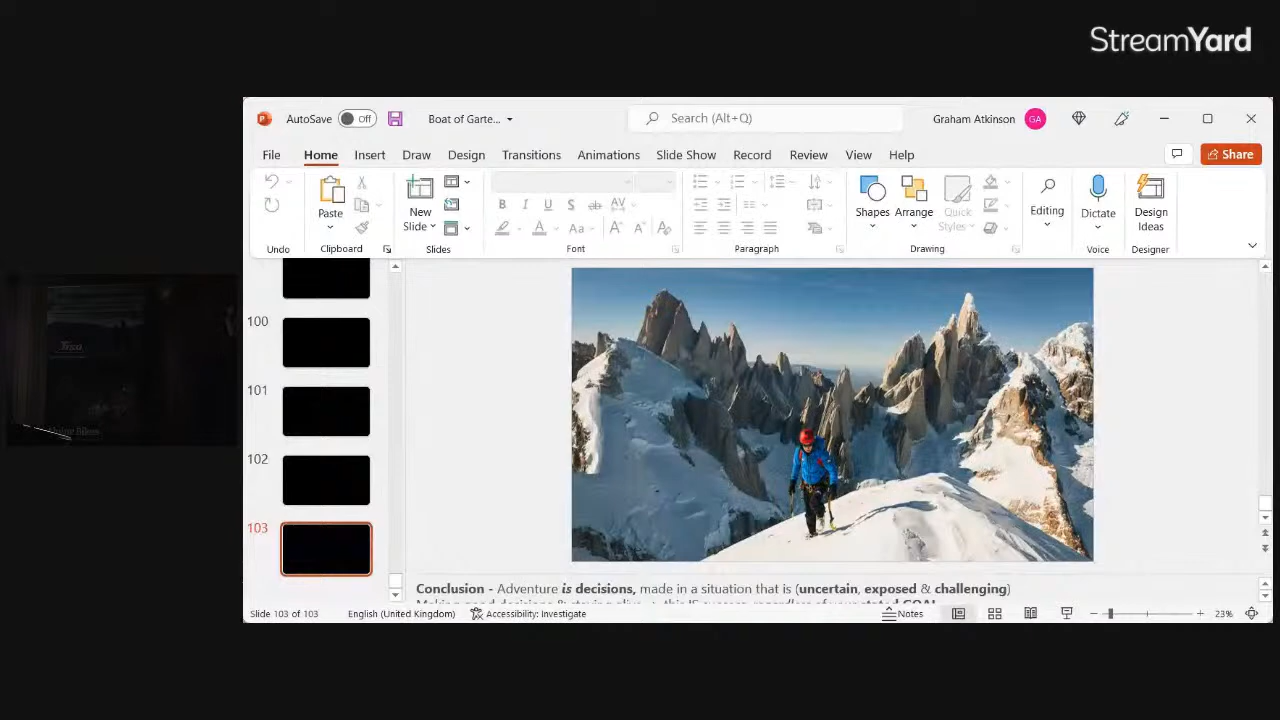 StreamYard
AutoSave Off Boat of Garte... Search (Alt+Q) Graham Atkinson GA
File Home Insert Draw Design Transitions Animations Slide Show Record Review View Help Share
Paste New Slide B I U S ab AV Aa A A A Shapes Arrange Quick Styles Editing Dictate Design Ideas
Undo Clipboard Slides Font Paragraph Drawing Voice Designer
100
101
102
103
Conclusion - Adventure is decisions, made in a situation that is (uncertain, exposed & challenging)
Slide 103 of 103 English (United Kingdom) Accessibility: Investigate Notes 23%